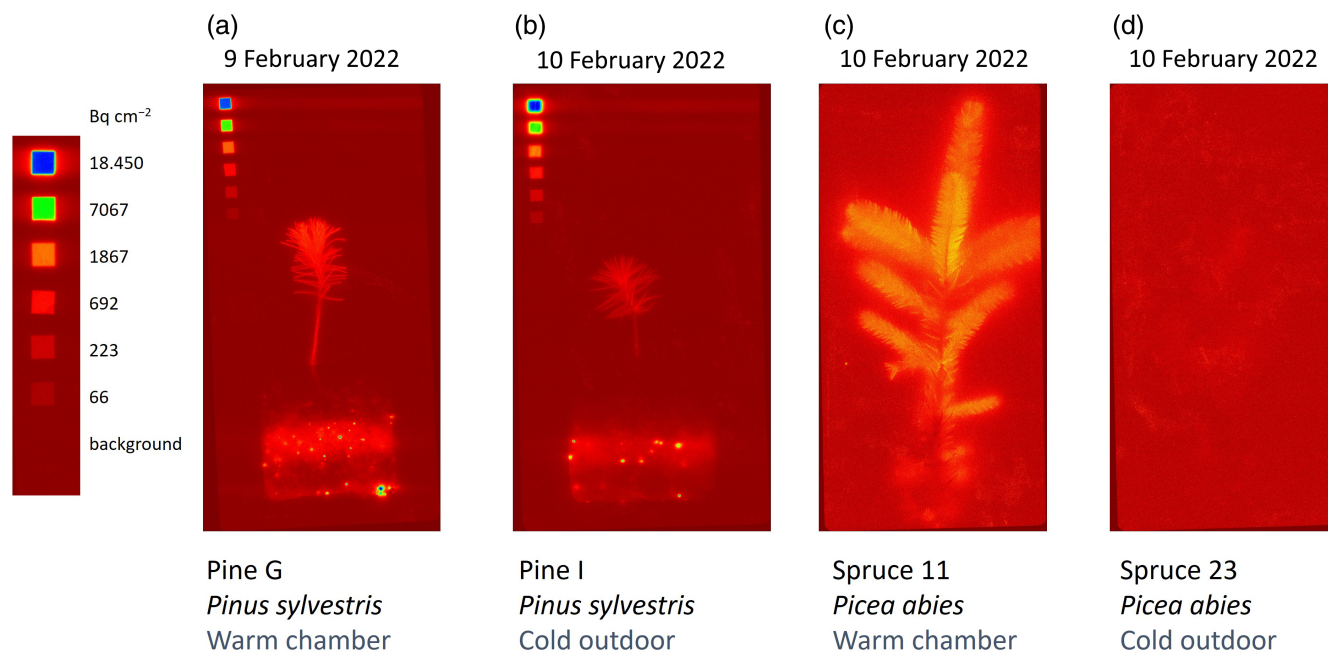 (a)
9 February 2022
(b)
10 February 2022
(c)
10 February 2022
(d)
10 February 2022
Bq cm⁻²
18.450
7067
1867
692
223
66
background
Pine G
Pinus sylvestris
Warm chamber
Pine I
Pinus sylvestris
Cold outdoor
Spruce 11
Picea abies
Warm chamber
Spruce 23
Picea abies
Cold outdoor